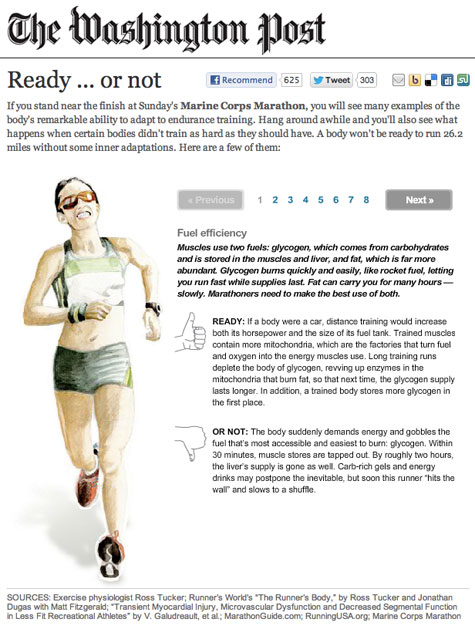 The Washington Post
Ready ... or not
Recommend 625 Tweet 303
If you stand near the finish at Sunday's Marine Corps Marathon, you will see many examples of the
body's remarkable ability to adapt to endurance training. Hang around awhile and you'll also see what
happens when certain bodies didn't train as hard as they should have. A body won't be ready to run 26.2
miles without some inner adaptations. Here are a few of them:
« Previous 1 2 3 4 5 6 7 8 Next »
Fuel efficiency
Muscles use two fuels: glycogen, which comes from carbohydrates
and is stored in the muscles and liver, and fat, which is far more
abundant. Glycogen burns quickly and easily, like rocket fuel, letting
you run fast while supplies last. Fat can carry you for many hours —
slowly. Marathoners need to make the best use of both.
READY: If a body were a car, distance training would increase
both its horsepower and the size of its fuel tank. Trained muscles
contain more mitochondria, which are the factories that turn fuel
and oxygen into the energy muscles use. Long training runs
deplete the body of glycogen, revving up enzymes in the
mitochondria that burn fat, so that next time, the glycogen supply
lasts longer. In addition, a trained body stores more glycogen in
the first place.
OR NOT: The body suddenly demands energy and gobbles the
fuel that's most accessible and easiest to burn: glycogen. Within
30 minutes, muscle stores are tapped out. By roughly two hours,
the liver's supply is gone as well. Carb-rich gels and energy
drinks may postpone the inevitable, but soon this runner "hits the
wall" and slows to a shuffle.
SOURCES: Exercise physiologist Ross Tucker; Runner's World's "The Runner's Body," by Ross Tucker and Jonathan
Dugas with Matt Fitzgerald; "Transient Myocardial Injury, Microvascular Dysfunction and Decreased Segmental Function
in Less Fit Recreational Athletes" by V. Galudreault, et al.; MarathonGuide.com; RunningUSA.org; Marine Corps Marathon